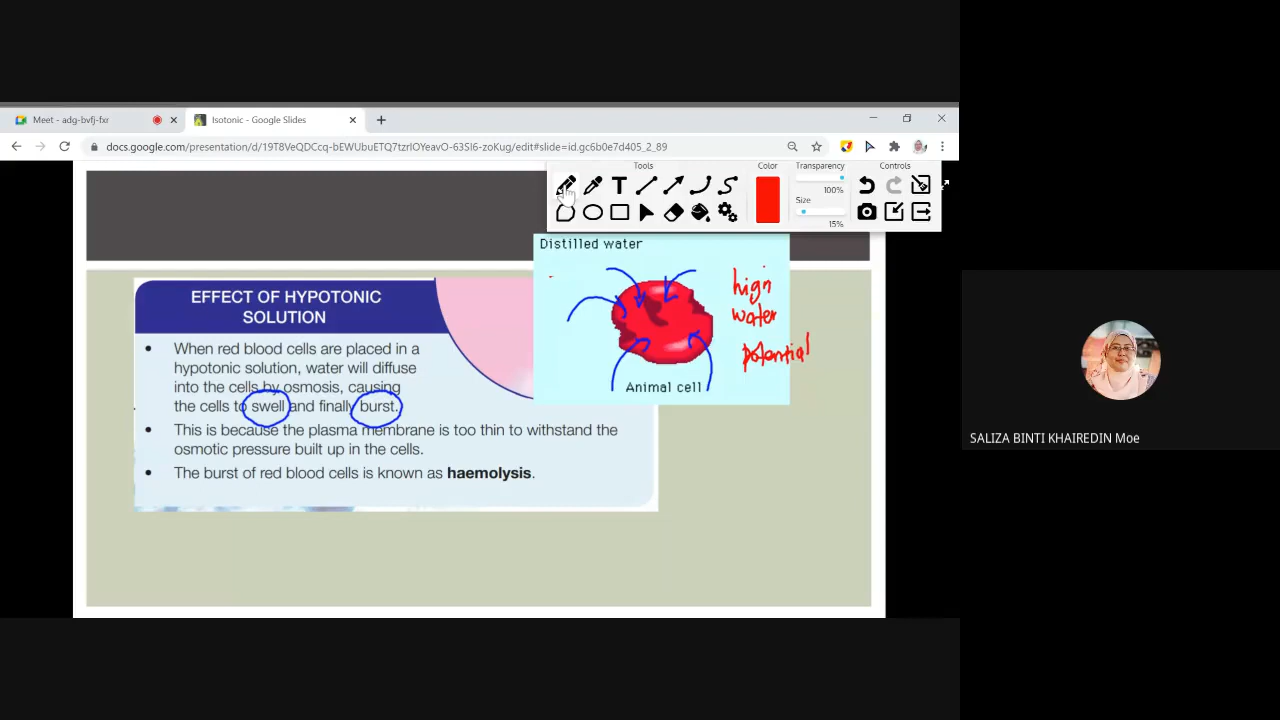 Meet - adg-bvfj-fxr
Isotonic - Google Slides
docs.google.com/presentation/d/19T8VeQDCcq-bEWUbuETQ7tzrIOYeavO-63SI6-zoKug/edit#slide=id.gc6b0e7d405_2_89
Tools
Color
Transparency
Controls
100%
Size
15%
T
Distilled water
high
water
potential
Animal cell
EFFECT OF HYPOTONIC
SOLUTION
• When red blood cells are placed in a
hypotonic solution, water will diffuse
into the cells by osmosis, causing
the cells to swell and finally burst.
• This is because the plasma membrane is too thin to withstand the
osmotic pressure built up in the cells.
• The burst of red blood cells is known as haemolysis.
SALIZA BINTI KHAIREDIN Moe